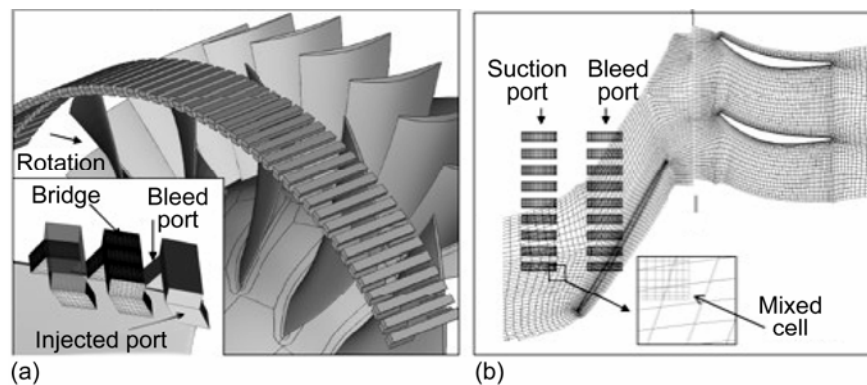 Rotation
Bridge
Bleed
port
Injected port
(a)
Suction
port
Bleed
port
Mixed
cell
(b)